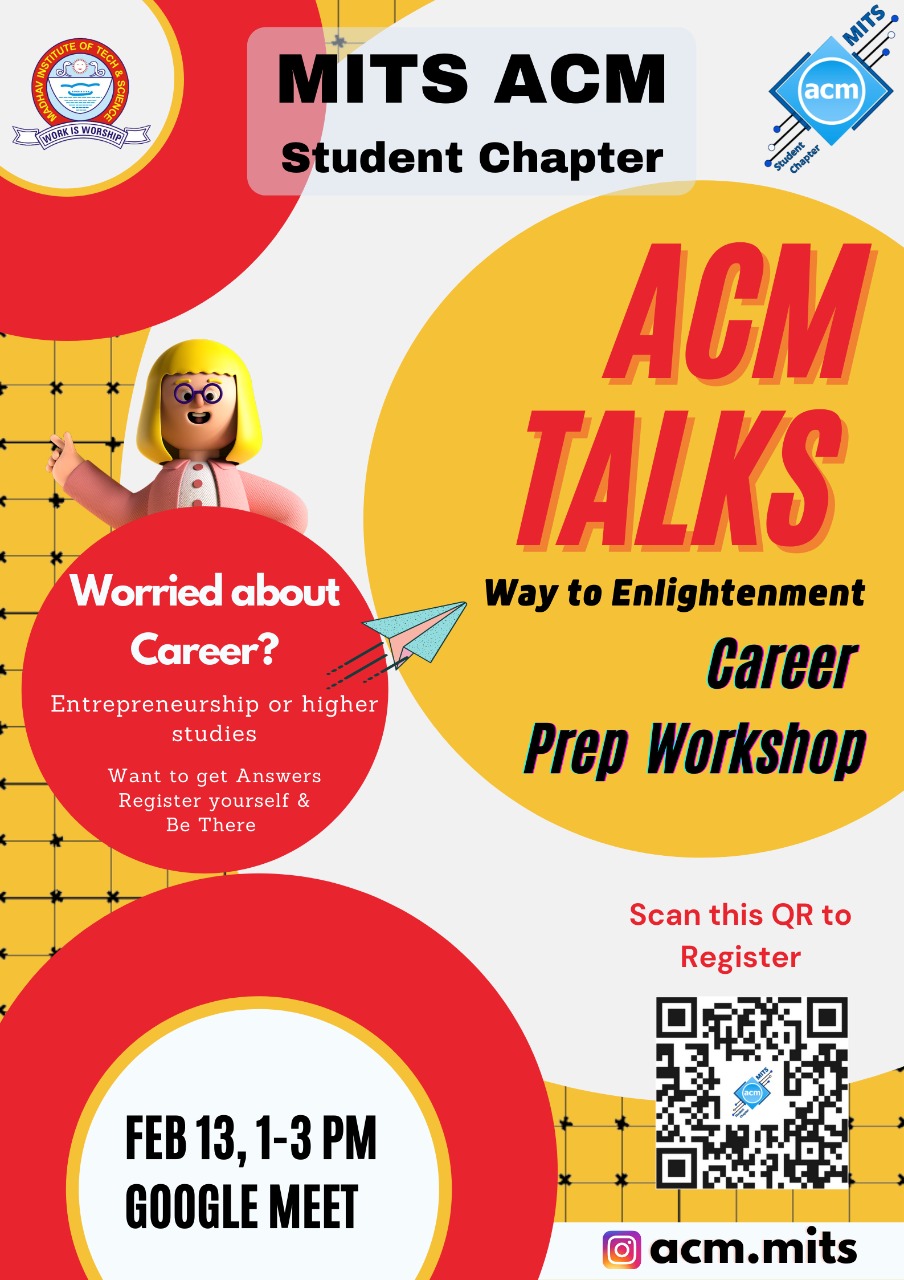 MADHAV INSTITUTE OF TECH & SCIENCE
WORK IS WORSHIP
MITS ACM
Student Chapter
MITS
acm
Student
Chapter
ACM
TALKS
Way to Enlightenment
Career
Prep Workshop
Worried about
Career?
Entrepreneurship or higher
studies
Want to get Answers
Register yourself &
Be There
Scan this QR to
Register
MITS
acm
FEB 13, 1-3 PM
GOOGLE MEET
acm.mits